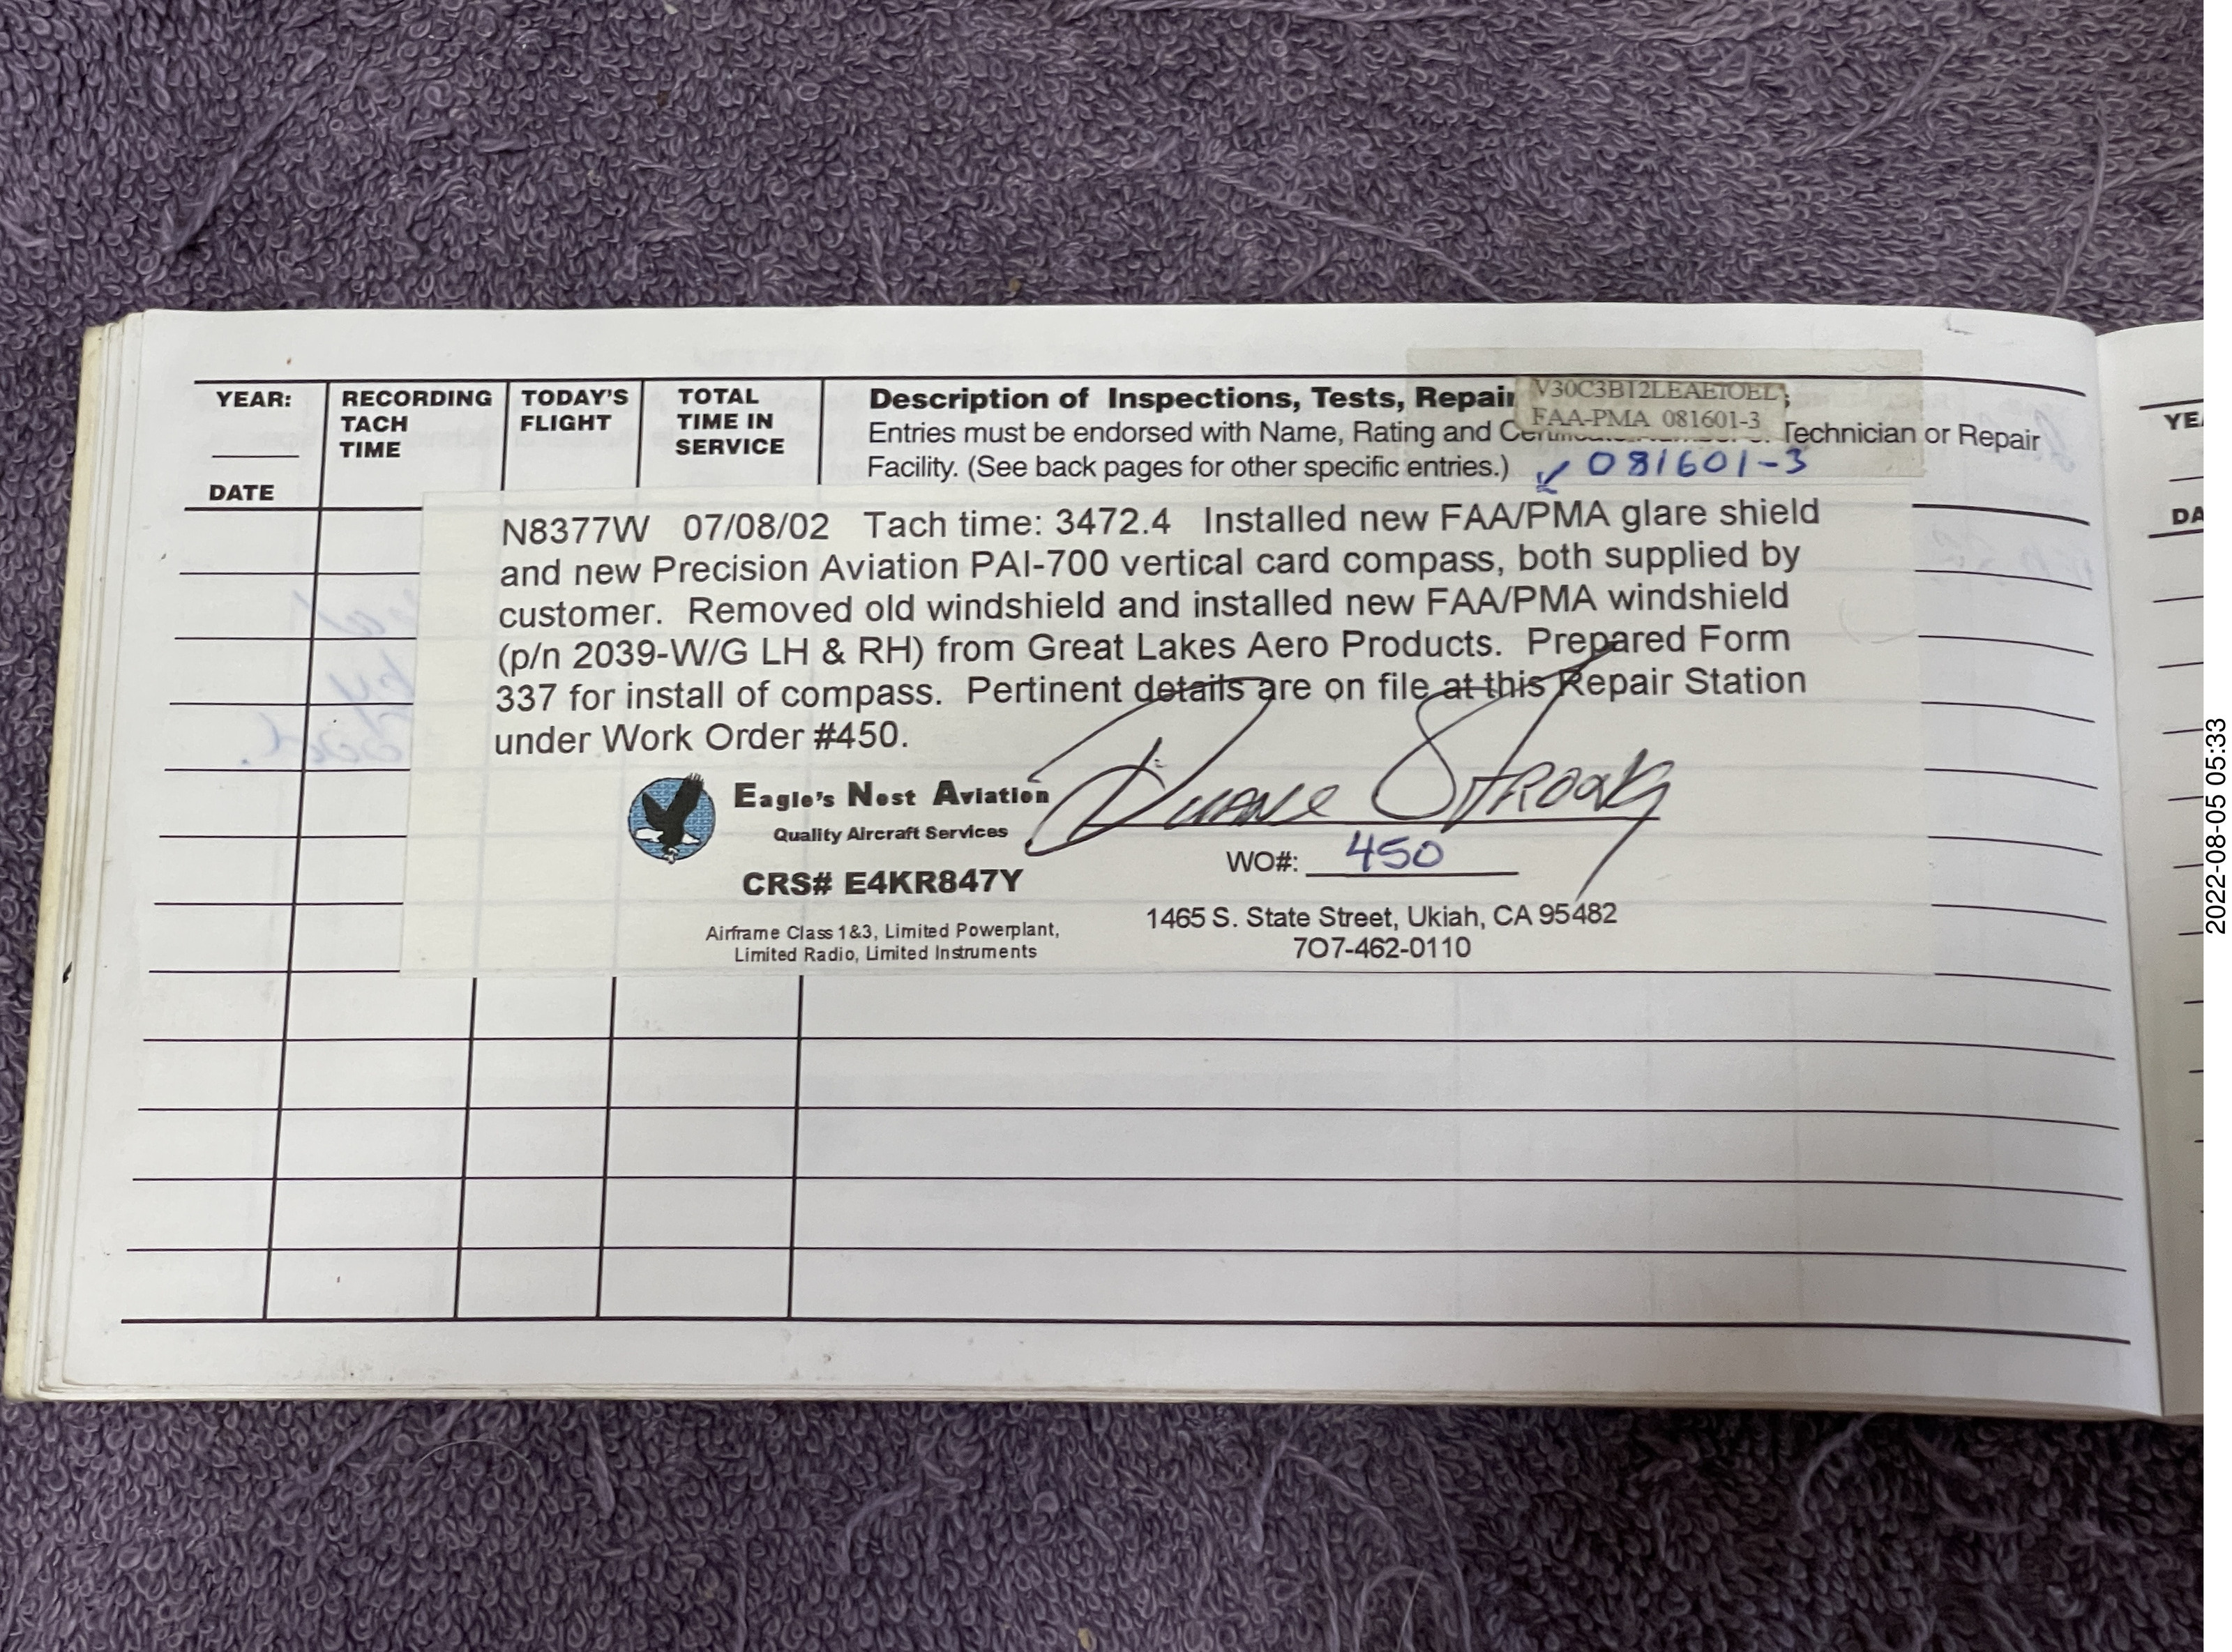 YEAR:
RECORDING TACH TIME
TODAY'S FLIGHT
TOTAL TIME IN SERVICE
DATE
Description of Inspections, Tests, Repair
V30C3BT2LEAETOEL
FAA-PMA 081601-3
Entries must be endorsed with Name, Rating and Technician or Repair
Facility. (See back pages for other specific entries.)
081601-3
N8377W 07/08/02 Tach time: 3472.4 Installed new FAA/PMA glare shield
and new Precision Aviation PAI-700 vertical card compass, both supplied by
customer. Removed old windshield and installed new FAA/PMA windshield
(p/n 2039-W/G LH & RH) from Great Lakes Aero Products. Prepared Form
337 for install of compass. Pertinent details are on file at this Repair Station
under Work Order #450.
Eagle's Nest Aviation
Quality Aircraft Services
CRS# E4KR847Y
Airframe Class 1&3, Limited Powerplant,
Limited Radio, Limited Instruments
WO#: 450
1465 S. State Street, Ukiah, CA 95482
707-462-0110
YE
DA
2022-08-05 05:33